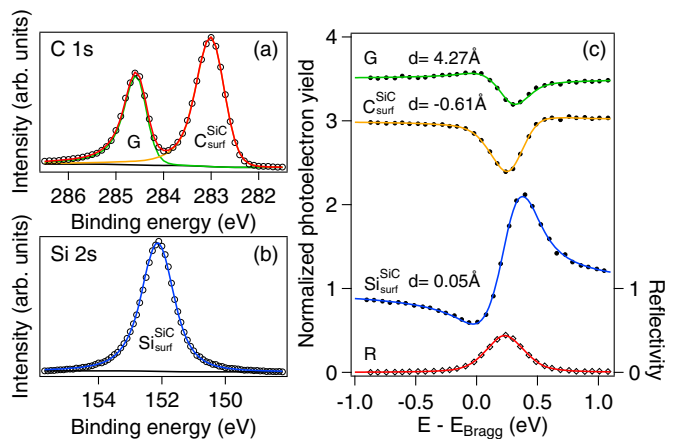 C 1s
(a)
G
C_surf^SiC
Intensity (arb. units)
286 285 284 283 282
Binding energy (eV)
Si 2s
(b)
Si_surf^SiC
Intensity (arb. units)
154 152 150
Binding energy (eV)
(c)
G d= 4.27Å
C_surf^SiC d= -0.61Å
Si_surf^SiC d= 0.05Å
R
Normalized photoelectron yield
4
3
2
1
0
1
0
Reflectivity
-1.0 -0.5 0.0 0.5 1.0
E - E_Bragg (eV)